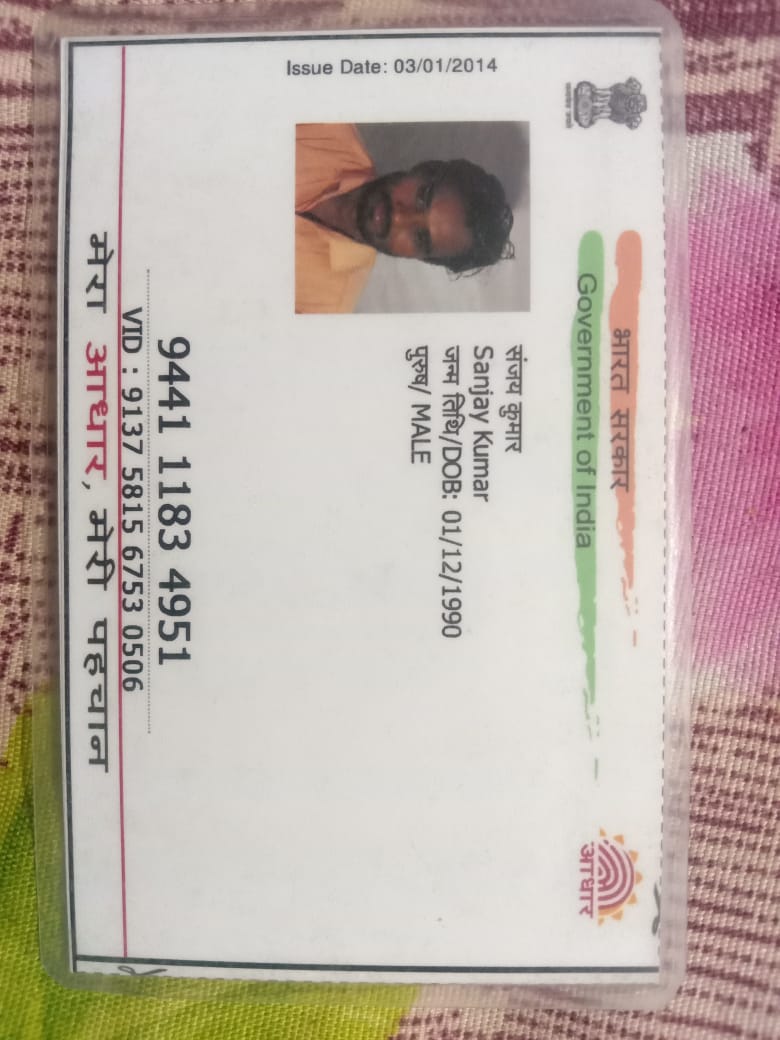 भारत सरकार
Government of India
Issue Date: 03/01/2014
संजय कुमार
Sanjay Kumar
जन्म तिथि/DOB: 01/12/1990
पुरुष/ MALE
9441 1183 4951
VID : 9137 5815 6753 0506
मेरा आधार, मेरी पहचान
आधार